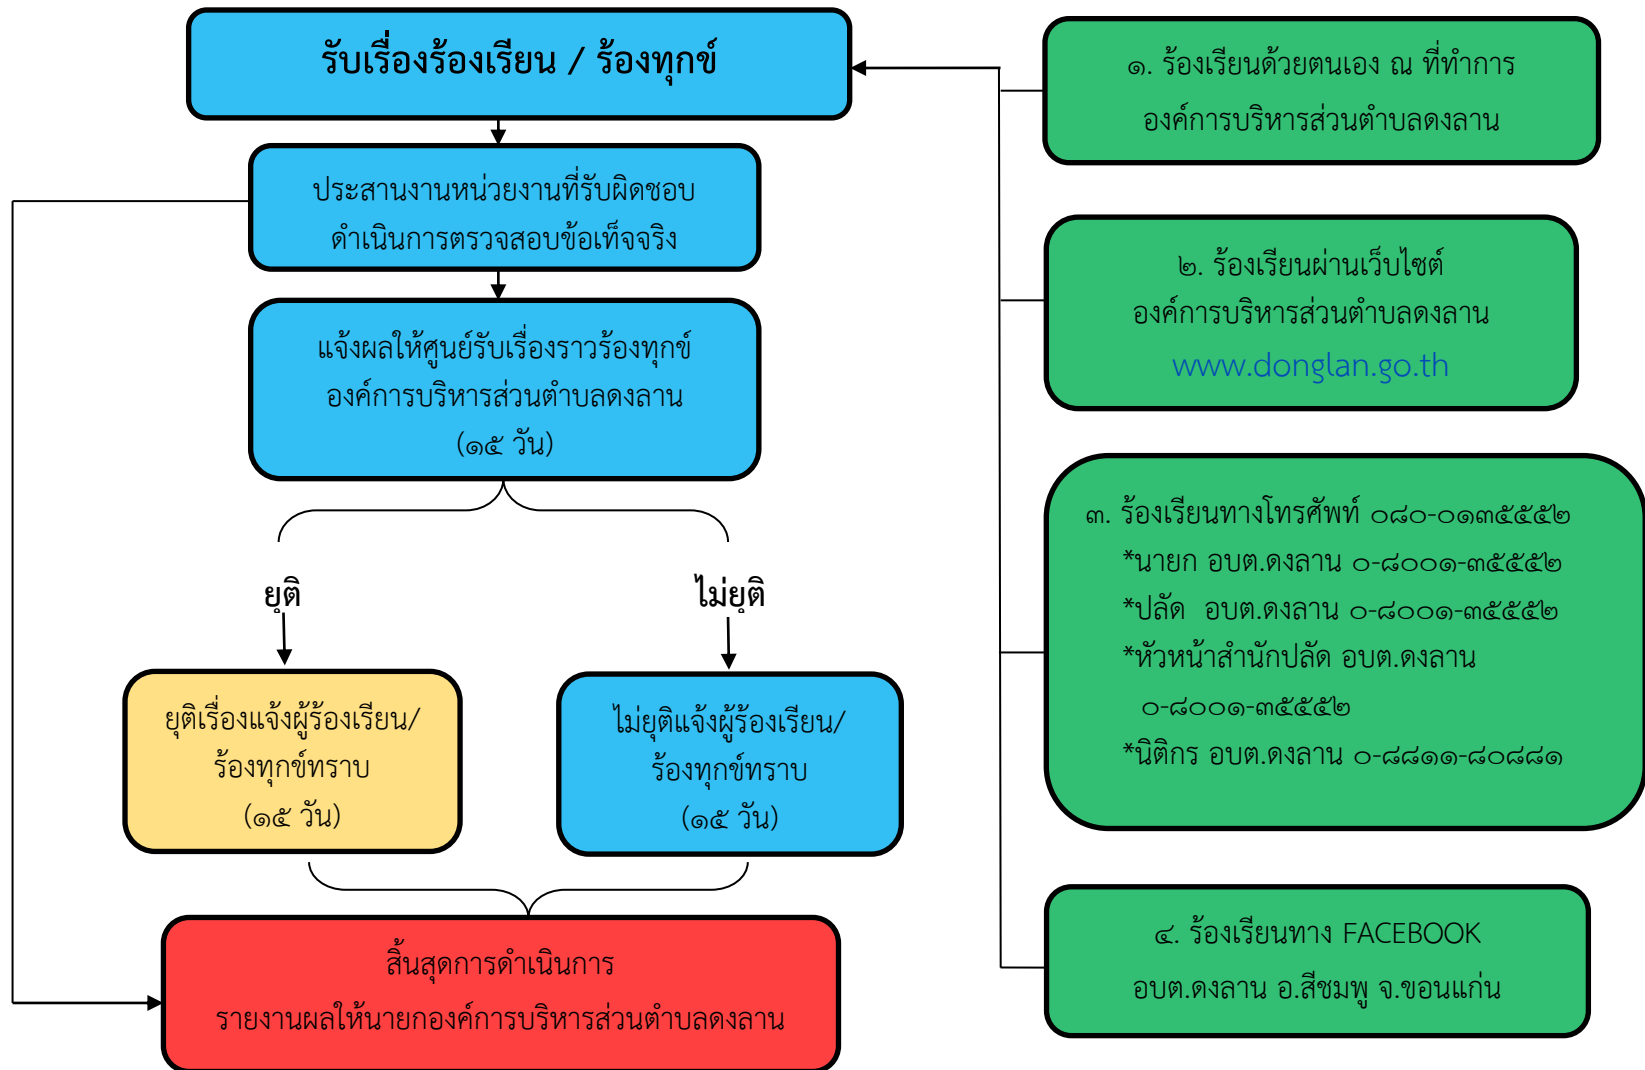 รับเรื่องร้องเรียน / ร้องทุกข์
ประสานงานหน่วยงานที่รับผิดชอบ
ดำเนินการตรวจสอบข้อเท็จจริง
แจ้งผลให้ศูนย์รับเรื่องราวร้องทุกข์
องค์การบริหารส่วนตำบลดงลาน
(๑๕ วัน)
ยุติ
ไม่ยุติ
ยุติเรื่องแจ้งผู้ร้องเรียน/
ร้องทุกข์ทราบ
(๑๕ วัน)
ไม่ยุติแจ้งผู้ร้องเรียน/
ร้องทุกข์ทราบ
(๑๕ วัน)
สิ้นสุดการดำเนินการ
รายงานผลให้นายกองค์การบริหารส่วนตำบลดงลาน
๑. ร้องเรียนด้วยตนเอง ณ ที่ทำการ
องค์การบริหารส่วนตำบลดงลาน
๒. ร้องเรียนผ่านเว็บไซต์
องค์การบริหารส่วนตำบลดงลาน
www.donglan.go.th
๓. ร้องเรียนทางโทรศัพท์ ๐๘๐-๐๑๓๕๕๕๒
*นายก อบต.ดงลาน ๐-๘๐๐๑-๓๕๕๕๒
*ปลัด อบต.ดงลาน ๐-๘๐๐๑-๓๕๕๕๒
*หัวหน้าสำนักปลัด อบต.ดงลาน
๐-๘๐๐๑-๓๕๕๕๒
*นิติกร อบต.ดงลาน ๐-๘๘๑๑-๘๐๘๘๑
๔. ร้องเรียนทาง FACEBOOK
อบต.ดงลาน อ.สีชมพู จ.ขอนแก่น